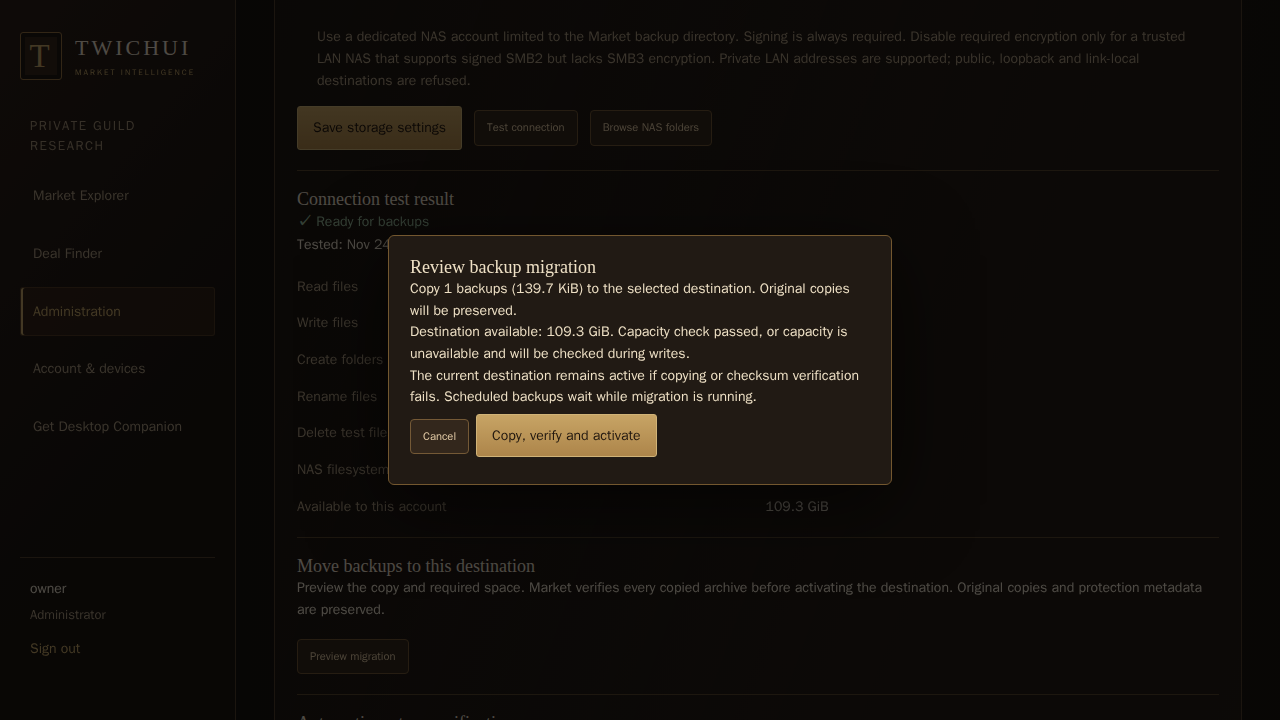 T
TWICHUI
MARKET INTELLIGENCE
PRIVATE GUILD
RESEARCH
Market Explorer
Deal Finder
Administration
Account & devices
Get Desktop Companion
owner
Administrator
Sign out
Use a dedicated NAS account limited to the Market backup directory. Signing is always required. Disable required encryption only for a trusted
LAN NAS that supports signed SMB2 but lacks SMB3 encryption. Private LAN addresses are supported; public, loopback and link-local
destinations are refused.
Save storage settings
Test connection
Browse NAS folders
Connection test result
✓ Ready for backups
Tested: Nov 24
Read files
Write files
Create folders
Rename files
Delete test file
NAS filesystem
Available to this account
109.3 GiB
Review backup migration
Copy 1 backups (139.7 KiB) to the selected destination. Original copies
will be preserved.
Destination available: 109.3 GiB. Capacity check passed, or capacity is
unavailable and will be checked during writes.
The current destination remains active if copying or checksum verification
fails. Scheduled backups wait while migration is running.
Cancel
Copy, verify and activate
Move backups to this destination
Preview the copy and required space. Market verifies every copied archive before activating the destination. Original copies and protection metadata
are preserved.
Preview migration